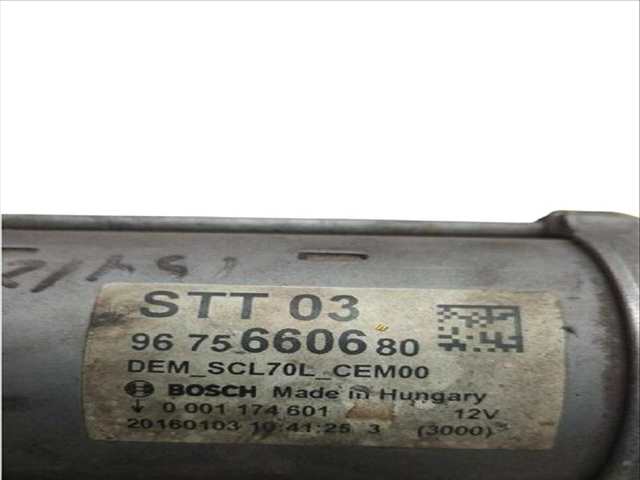 STT 03
96 75 6606 80
DEM_SCL70L_CEM00
BOSCH Made in Hungary
0 001 174 601 12V
20160103 10:41:25 3 (3000)